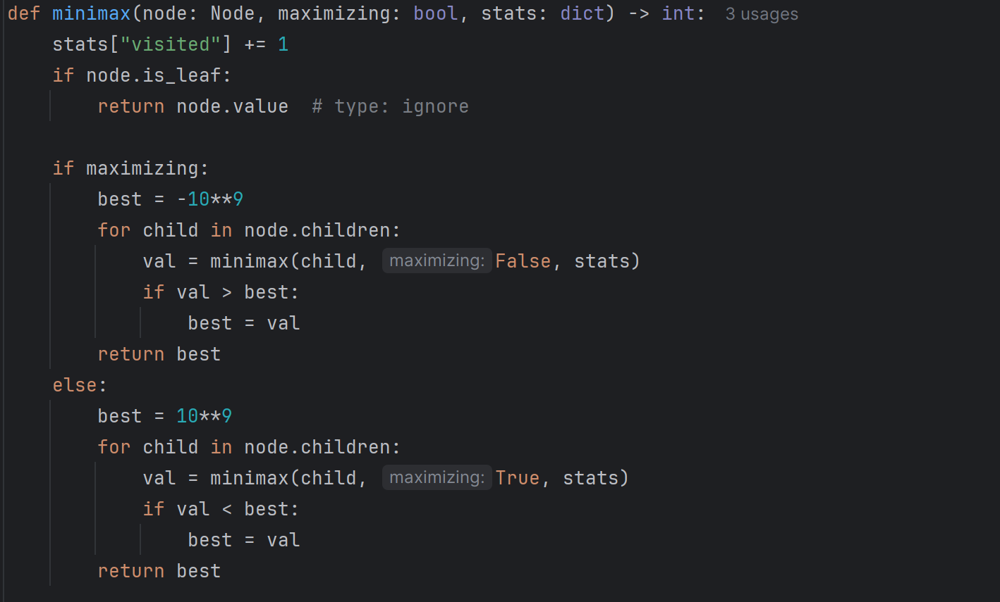 def minimax(node: Node, maximizing: bool, stats: dict) -> int:  3 usages
    stats["visited"] += 1
    if node.is_leaf:
        return node.value  # type: ignore

    if maximizing:
        best = -10**9
        for child in node.children:
            val = minimax(child, maximizing: False, stats)
            if val > best:
                best = val
        return best
    else:
        best = 10**9
        for child in node.children:
            val = minimax(child, maximizing: True, stats)
            if val < best:
                best = val
        return best